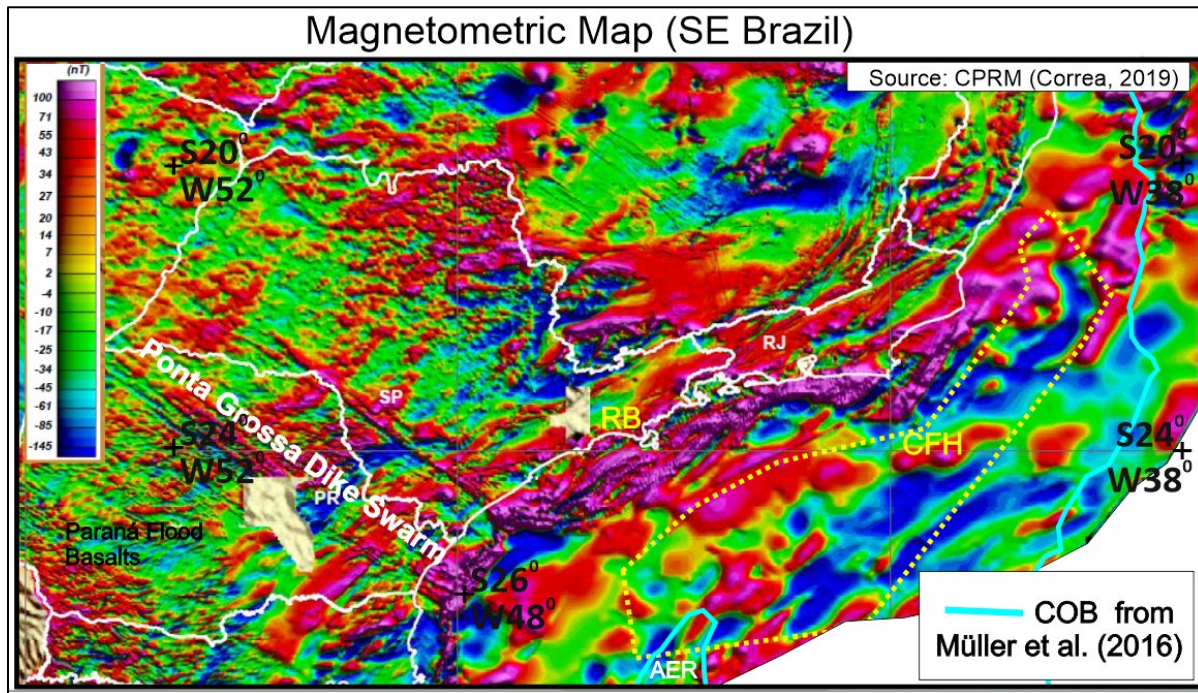 Magnetometric Map (SE Brazil)
Source: CPRM (Correa, 2019)
(nT)
100
71
55
43
34
27
20
14
7
2
-4
-10
-17
-25
-34
-45
-61
-85
-145
S20⁰
W52⁰
S20⁰
W38⁰
RJ
SP
RB
CFH
Ponta Grossa Dike Swarm
S24⁰
W52⁰
S24⁰
W38⁰
PR
Paraná Flood
Basalts
S26⁰
W48⁰
AER
COB from
Müller et al. (2016)